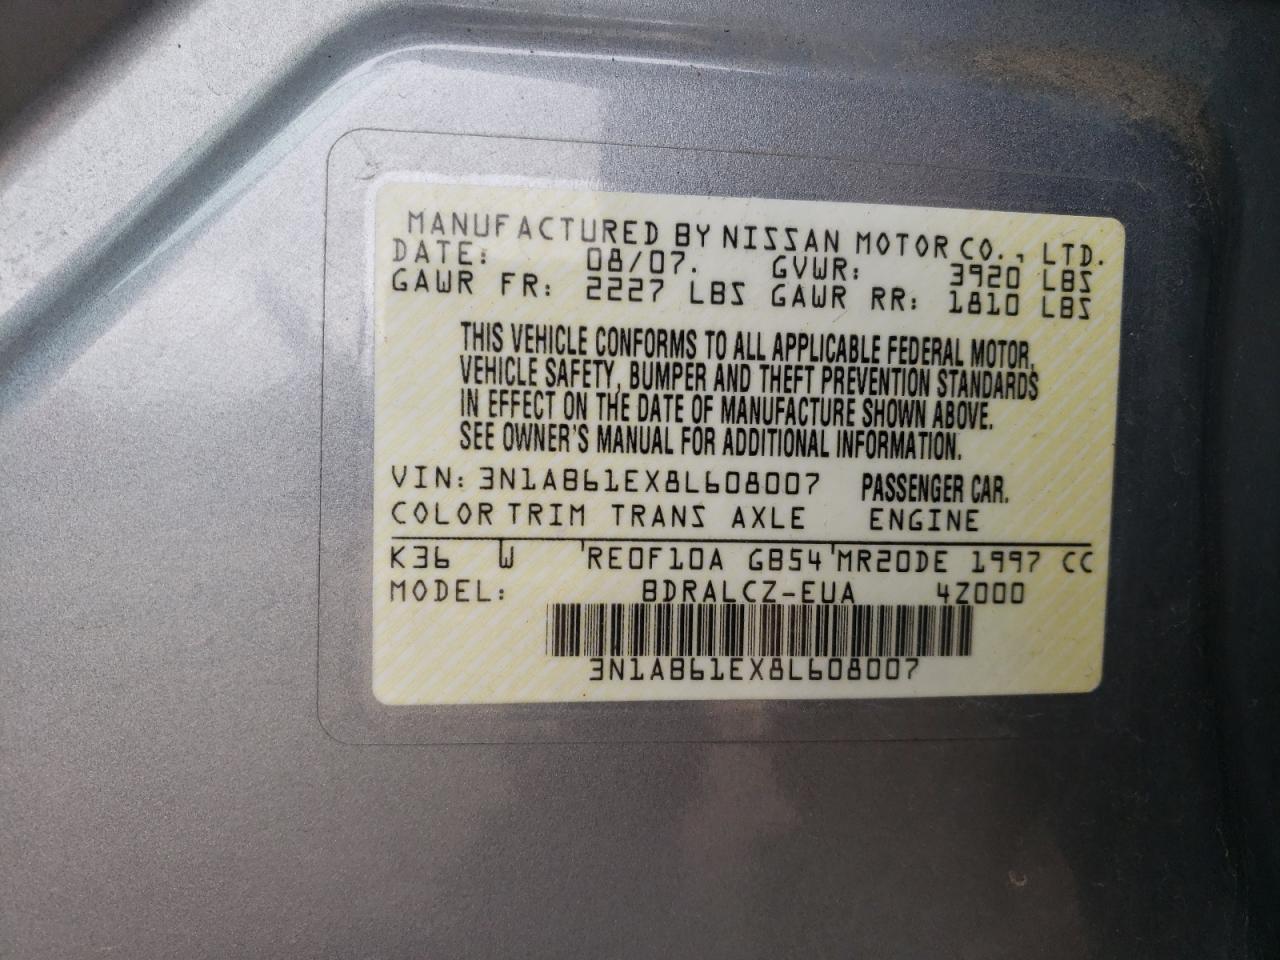 MANUFACTURED BY NISSAN MOTOR CO., LTD.
DATE: 08/07. GVWR: 3920 LBS
GAWR FR: 2227 LBS GAWR RR: 1810 LBS
THIS VEHICLE CONFORMS TO ALL APPLICABLE FEDERAL MOTOR,
VEHICLE SAFETY, BUMPER AND THEFT PREVENTION STANDARDS
IN EFFECT ON THE DATE OF MANUFACTURE SHOWN ABOVE.
SEE OWNER'S MANUAL FOR ADDITIONAL INFORMATION.
VIN: 3N1AB61EX8L608007 PASSENGER CAR.
COLOR TRIM TRANS AXLE ENGINE
K36 W RE0F10A GB54 MR20DE 1997 CC
MODEL: BDRALCZ-EUA 4Z000
3N1AB61EX8L608007